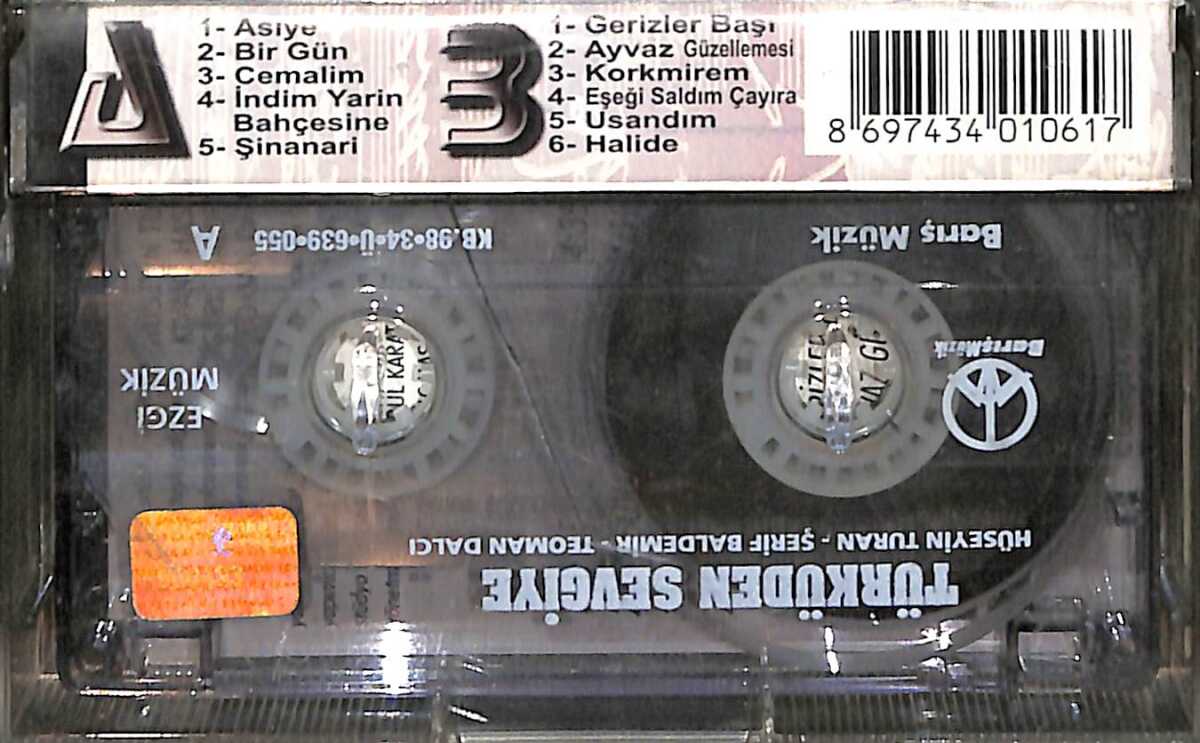 A
1- Asiye
2- Bir Gün
3- Cemalim
4- İndim Yarin
Bahçesine
5- Şinanari
B
1- Gerizler Başı
2- Ayvaz Güzellemesi
3- Korkmirem
4- Eşeği Saldım Çayıra
5- Usandım
6- Halide
8 697434 010617
TÜRKÜDEN SEVGİYE
HÜSEYİN TURAN - ŞERİF BALDEMİR - TEOMAN DALCI
BarışMüzik
EZGİ
MÜZİK
Barış Müzik
KB.98•34•Ü•639•055
A
UL KARAT